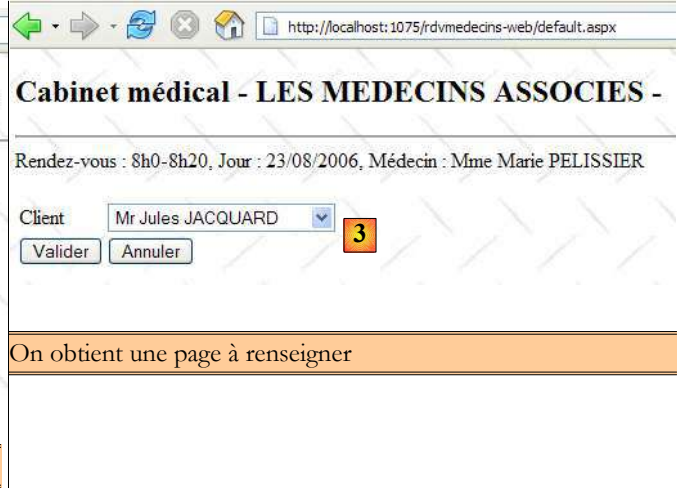 http://localhost:1075/rdvmedecins-web/default.aspx
Cabinet médical - LES MEDECINS ASSOCIES -
Rendez-vous : 8h0-8h20, Jour : 23/08/2006, Médecin : Mme Marie PELISSIER
Client Mr Jules JACQUARD
3
Valider Annuler
On obtient une page à renseigner